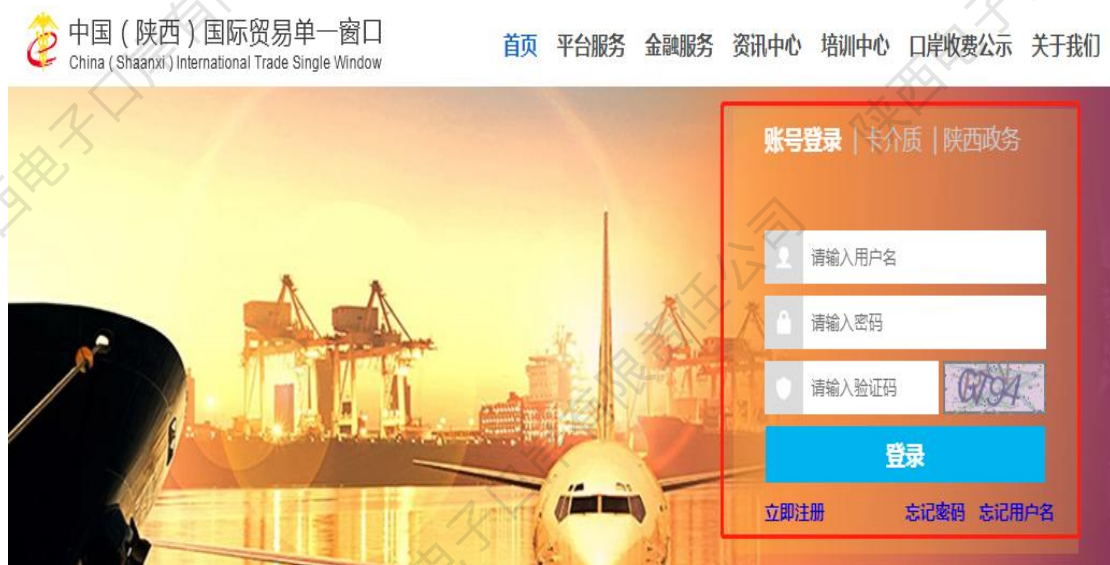 中国（陕西）国际贸易单一窗口
China ( Shaanxi ) International Trade Single Window
首页 平台服务 金融服务 资讯中心 培训中心 口岸收费公示 关于我们
账号登录 | 卡介质 | 陕西政务
请输入用户名
请输入密码
请输入验证码
登录
立即注册 忘记密码 忘记用户名